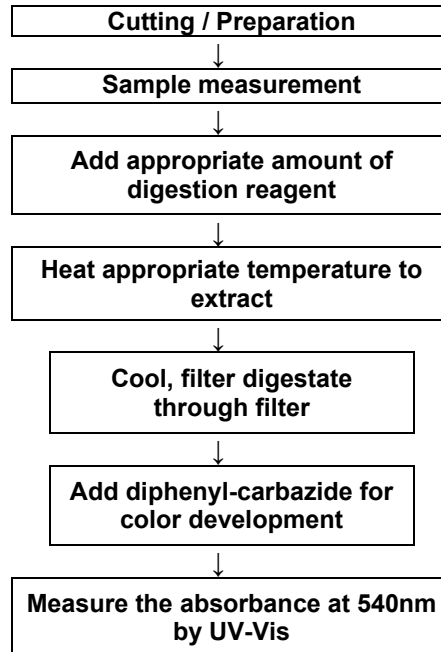 Cutting / Preparation
↓
Sample measurement
↓
Add appropriate amount of
digestion reagent
↓
Heat appropriate temperature to
extract
↓
Cool, filter digestate
through filter
↓
Add diphenyl-carbazide for
color development
↓
Measure the absorbance at 540nm
by UV-Vis